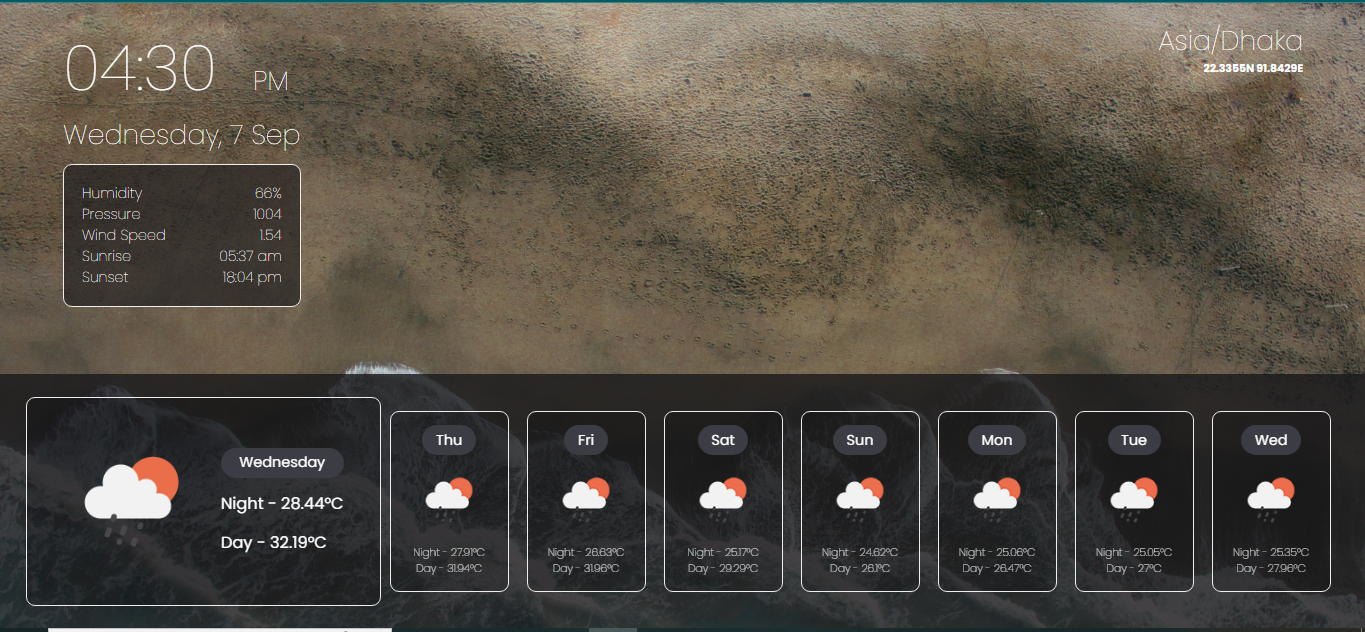 04:30 PM
Asia/Dhaka
22.3355N 91.8429E
Wednesday, 7 Sep
Humidity 66%
Pressure 1004
Wind Speed 1.54
Sunrise 05:37 am
Sunset 18:04 pm
Wednesday
Night - 28.44°C
Day - 32.19°C
Thu
Night - 27.91°C
Day - 31.94°C
Fri
Night - 26.63°C
Day - 31.96°C
Sat
Night - 25.17°C
Day - 29.29°C
Sun
Night - 24.62°C
Day - 26.1°C
Mon
Night - 25.06°C
Day - 26.47°C
Tue
Night - 25.05°C
Day - 27°C
Wed
Night - 25.35°C
Day - 27.96°C